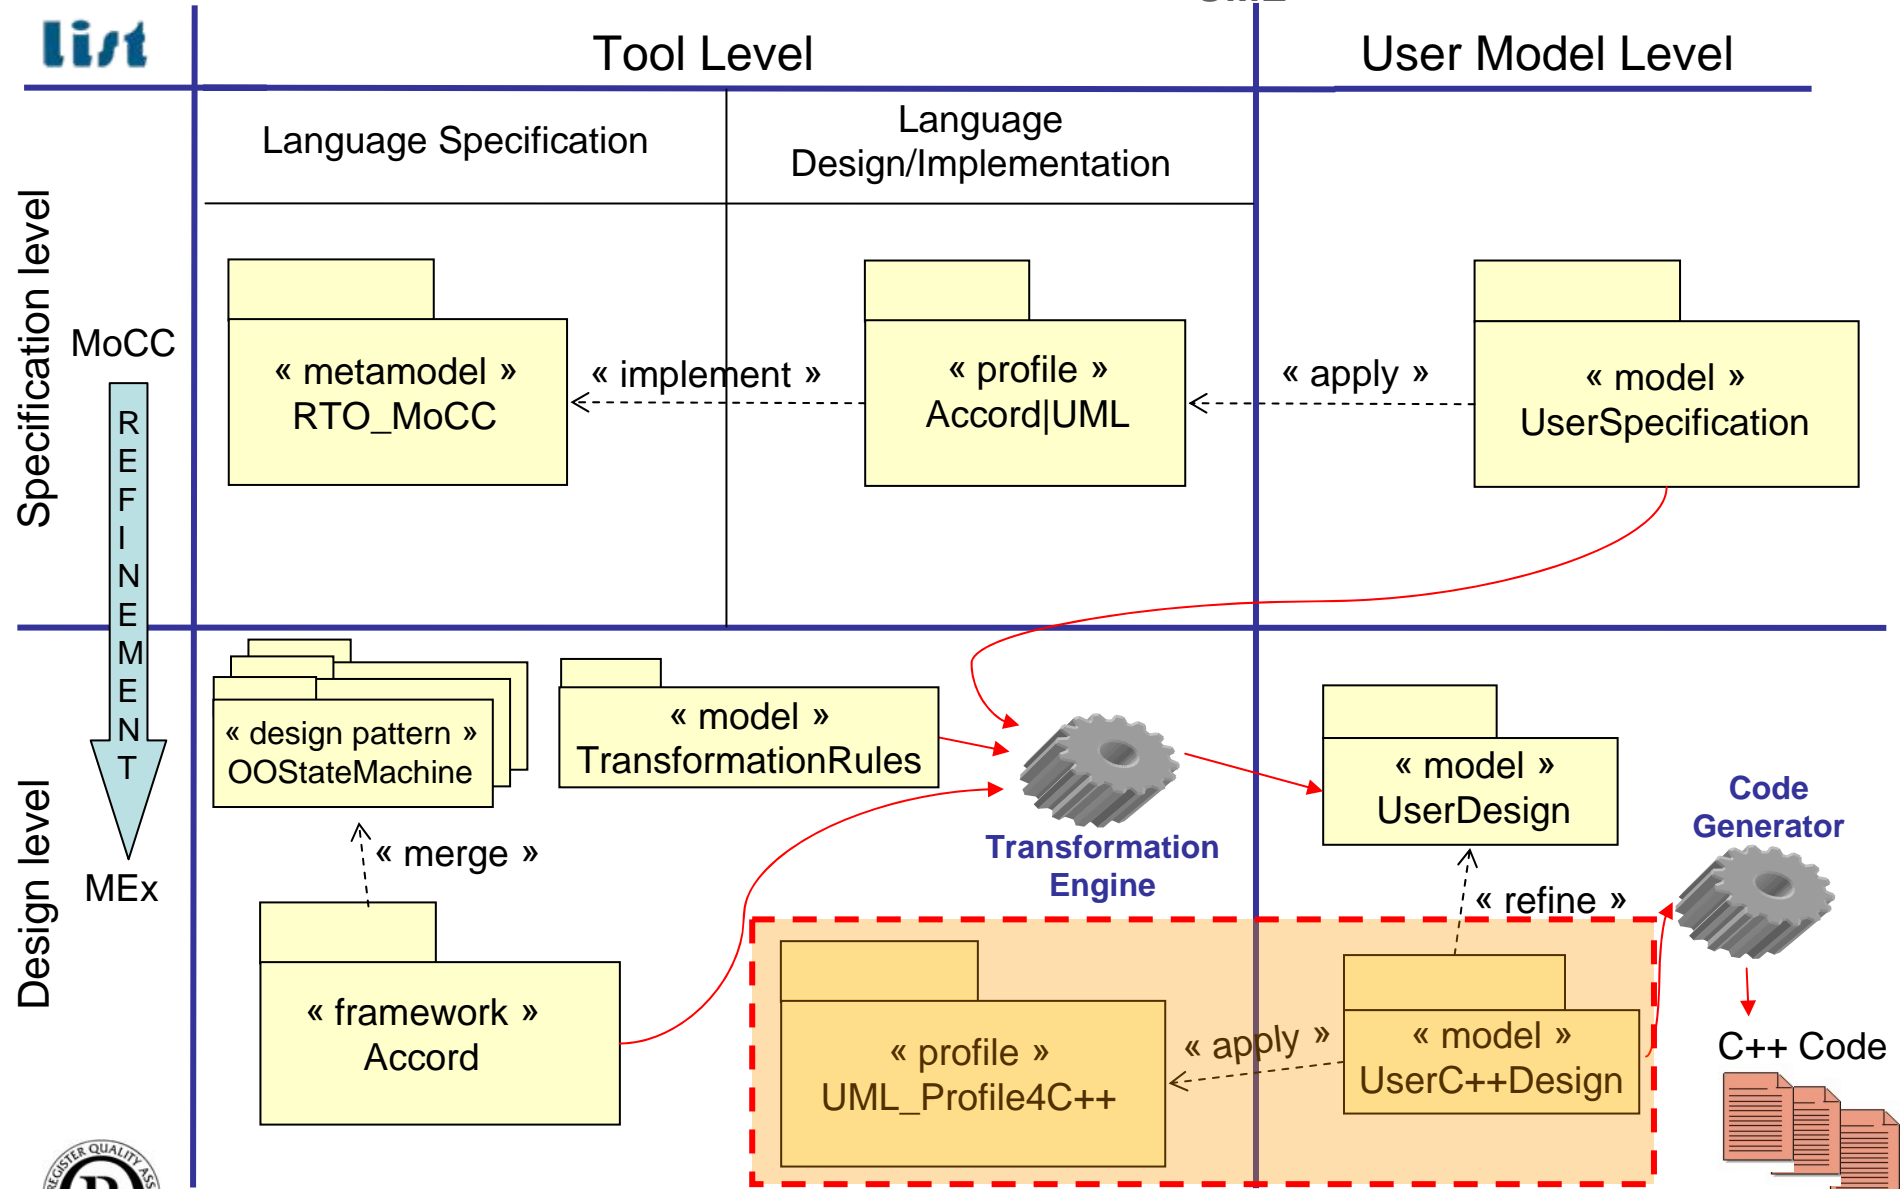 list
Tool Level
User Model Level
Language Specification
Language
Design/Implementation
Specification level
MoCC
REFINEMENT
MEx
Design level
« metamodel »
RTO_MoCC
« implement »
« profile »
Accord|UML
« apply »
« model »
UserSpecification
« design pattern »
OOStateMachine
« model »
TransformationRules
Transformation
Engine
« model »
UserDesign
Code
Generator
« merge »
« refine »
« framework »
Accord
« profile »
UML_Profile4C++
« apply »
« model »
UserC++Design
C++ Code